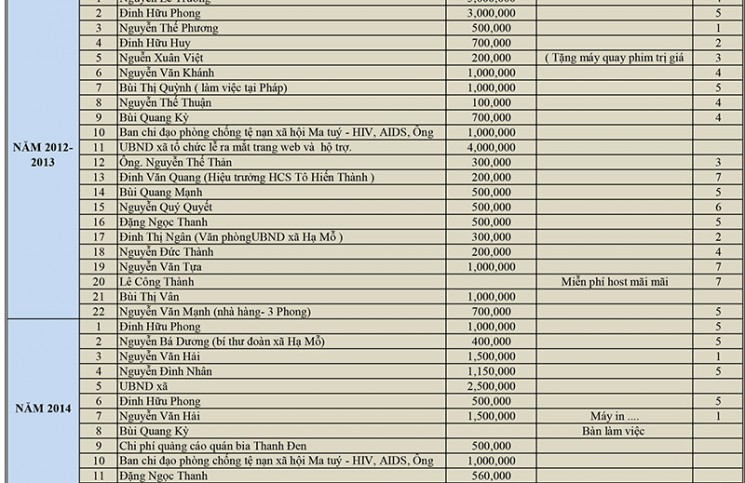 2 Đinh Hữu Phong 3,000,000 5
3 Nguyễn Thế Phương 500,000 1
4 Đinh Hữu Huy 700,000 2
5 Nguễn Xuân Việt 200,000 ( Tặng máy quay phim trị giá 3
6 Nguyễn Văn Khánh 1,000,000 4
7 Bùi Thị Quỳnh ( làm việc tại Pháp) 1,000,000 5
8 Nguyễn Thế Thuận 100,000 4
9 Bùi Quang Kỳ 700,000 4
10 Ban chi đạo phòng chống tệ nạn xã hội Ma tuý - HIV, AIDS, Ông 1,000,000
NĂM 2012-2013
11 UBND xã tổ chức lễ ra mắt trang web và hộ trợ. 4,000,000
12 Ông. Nguyễn Thế Thản 300,000 3
13 Đinh Văn Quang (Hiệu trưởng HCS Tô Hiến Thành ) 200,000 7
14 Bùi Quang Mạnh 500,000 5
15 Nguyễn Quý Quyết 500,000 6
16 Đặng Ngọc Thanh 500,000 5
17 Đinh Thị Ngân (Văn phòngUBND xã Hạ Mỗ ) 300,000 2
18 Nguyễn Đức Thành 200,000 4
19 Nguyễn Văn Tựa 1,000,000 7
20 Lê Công Thành Miễn phí host mãi mãi 7
21 Bùi Thị Vân 1,000,000
22 Nguyễn Văn Mạnh (nhà hàng- 3 Phong) 700,000 5
1 Đinh Hữu Phong 1,000,000 5
2 Nguyễn Bá Dương (bí thư đoàn xã Hạ Mỗ) 400,000 5
3 Nguyễn Văn Hải 1,500,000 1
4 Nguyễn Đình Nhân 1,150,000 5
5 UBND xã 2,500,000
NĂM 2014
6 Đinh Hữu Phong 500,000 5
7 Nguyễn Văn Hải 1,500,000 Máy in .... 1
8 Bùi Quang Kỳ Bàn làm việc
9 Chi phí quảng cáo quán bia Thanh Đen 500,000
10 Ban chi đạo phòng chống tệ nạn xã hội Ma tuý - HIV, AIDS, Ông 1,000,000
11 Đặng Ngọc Thanh 560,000